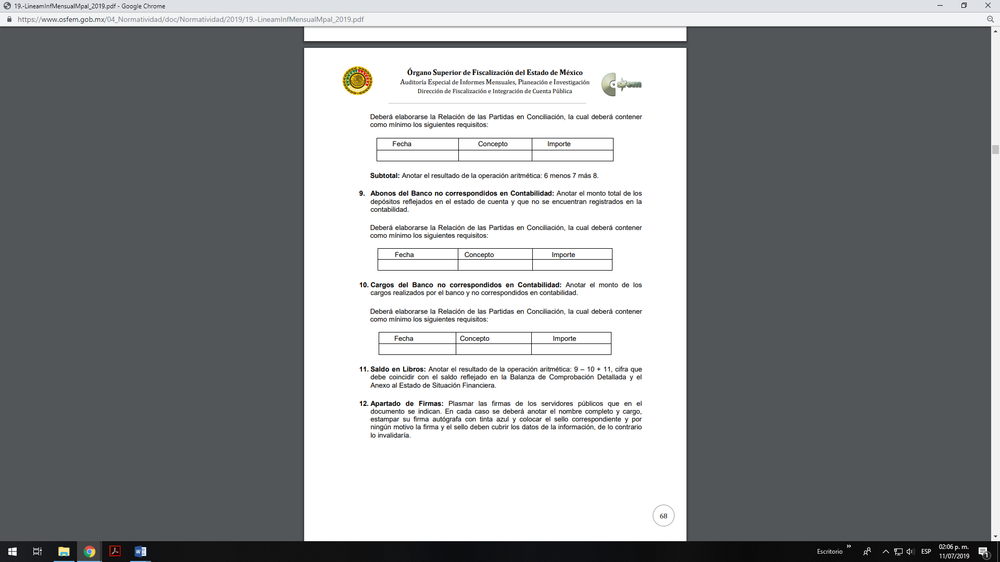 19.-LineamInfMensualMpal_2019.pdf - Google Chrome
https://www.osfem.gob.mx/04_Normatividad/doc/Normatividad/2019/19.-LineamInfMensualMpal_2019.pdf
Órgano Superior de Fiscalización del Estado de México
Auditoría Especial de Informes Mensuales, Planeación e Investigación
Dirección de Fiscalización e Integración de Cuenta Pública
osfem
Deberá elaborarse la Relación de las Partidas en Conciliación, la cual deberá contener
como mínimo los siguientes requisitos:
Fecha Concepto Importe
Subtotal: Anotar el resultado de la operación aritmética: 6 menos 7 más 8.
9. Abonos del Banco no correspondidos en Contabilidad: Anotar el monto total de los
depósitos reflejados en el estado de cuenta y que no se encuentran registrados en la
contabilidad.
Deberá elaborarse la Relación de las Partidas en Conciliación, la cual deberá contener
como mínimo los siguientes requisitos:
Fecha Concepto Importe
10. Cargos del Banco no correspondidos en Contabilidad: Anotar el monto de los
cargos realizados por el banco y no correspondidos en contabilidad.
Deberá elaborarse la Relación de las Partidas en Conciliación, la cual deberá contener
como mínimo los siguientes requisitos:
Fecha Concepto Importe
11. Saldo en Libros: Anotar el resultado de la operación aritmética: 9 – 10 + 11, cifra que
debe coincidir con el saldo reflejado en la Balanza de Comprobación Detallada y el
Anexo al Estado de Situación Financiera.
12. Apartado de Firmas: Plasmar las firmas de los servidores públicos que en el
documento se indican. En cada caso se deberá anotar el nombre completo y cargo,
estampar su firma autógrafa con tinta azul y colocar el sello correspondiente y por
ningún motivo la firma y el sello deben cubrir los datos de la información, de lo contrario
lo invalidaría.
68
Escritorio
ESP
02:06 p. m.
11/07/2019
1